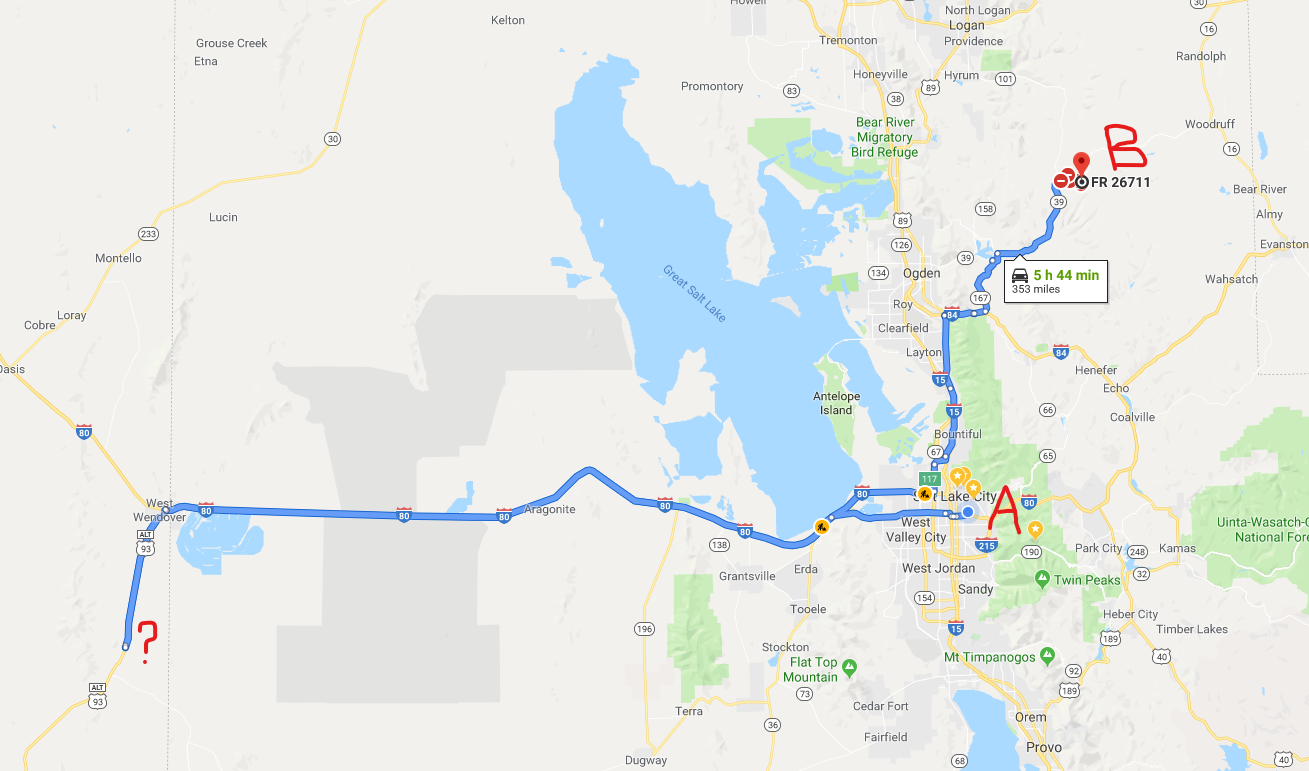 Howell
North Logan
Logan
Providence
30
16
Kelton
Tremonton
Grouse Creek
Etna
Randolph
Honeyville
Hyrum
101
Promontory
83
89
38
Bear River
Migratory
Bird Refuge
Woodruff
B
30
16
FR 26711
Bear River
39
158
Almy
Lucin
89
233
126
Evanston
Montello
39
134
Ogden
5 h 44 min
353 miles
Wahsatch
Great Salt Lake
167
Roy
84
Loray
Cobre
Clearfield
Layton
84
Oasis
Henefer
15
Echo
Antelope
Island
15
66
Coalville
80
Bountiful
67
65
117
80
Salt Lake City
A
80
West
Wendover
80
80
80
Aragonite
80
West
Valley City
80
ALT
93
138
215
190
Park City
248
Kamas
Uinta-Wasatch-C
National Fore
Erda
Grantsville
West Jordan
32
Twin Peaks
Sandy
154
Tooele
Heber City
?
196
15
Timber Lakes
189
Stockton
Mt Timpanogos
40
Flat Top
Mountain
92
ALT
93
73
189
Terra
Cedar Fort
Orem
36
Fairfield
Provo
Dugway
68
40